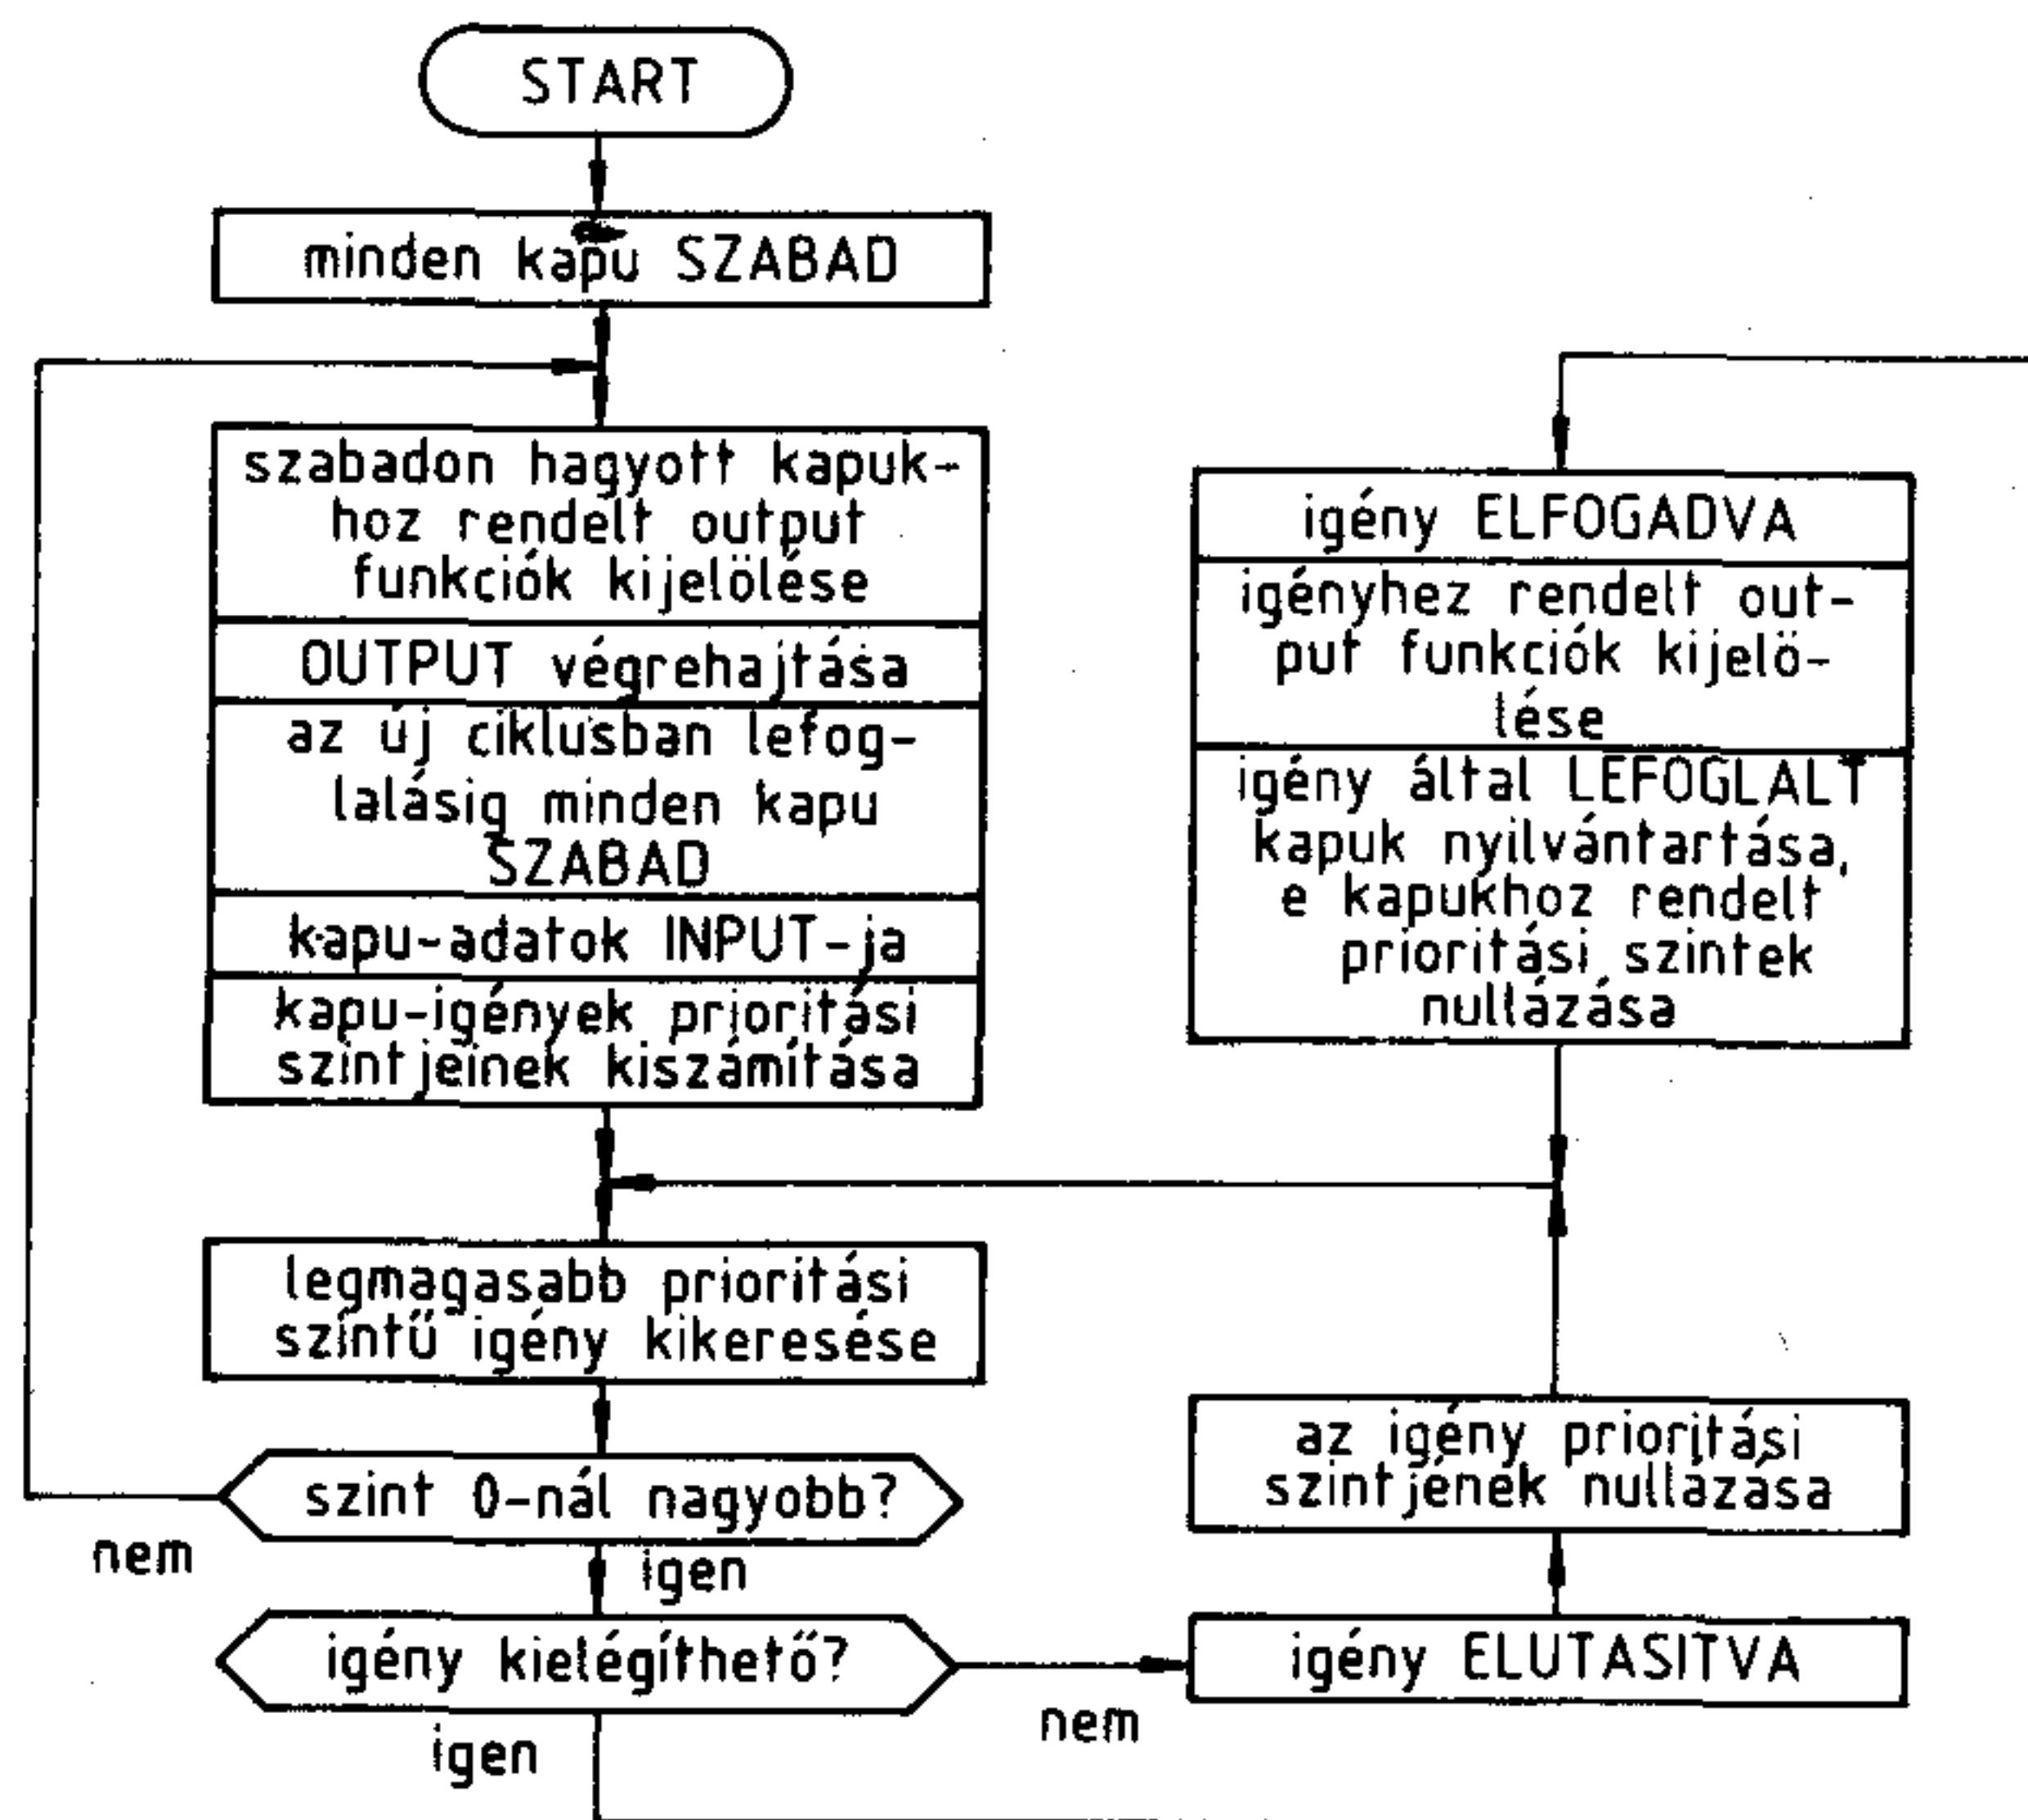 START
minden kapu SZABAD
szabadon hagyott kapuk-
hoz rendelt output
funkciók kijelölése
OUTPUT végrehajtása
az új ciklusban lefog-
lalásig minden kapu
SZABAD
kapu-adatok INPUT-ja
kapu-igények prioritási
szintjeinek kiszámítása
legmagasabb prioritási
színtű igény kikeresése
szint 0-nál nagyobb?
nem
igen
igény kielégíthető?
nem
igen
igény ELFOGADVA
igényhez rendelt out-
put funkciók kijelö-
lése
igény által LEFOGLALT
kapuk nyilvántartása,
e kapukhoz rendelt
prioritási szintek
nullázása
az igény prioritási
szintjének nullázása
igény ELUTASITVA